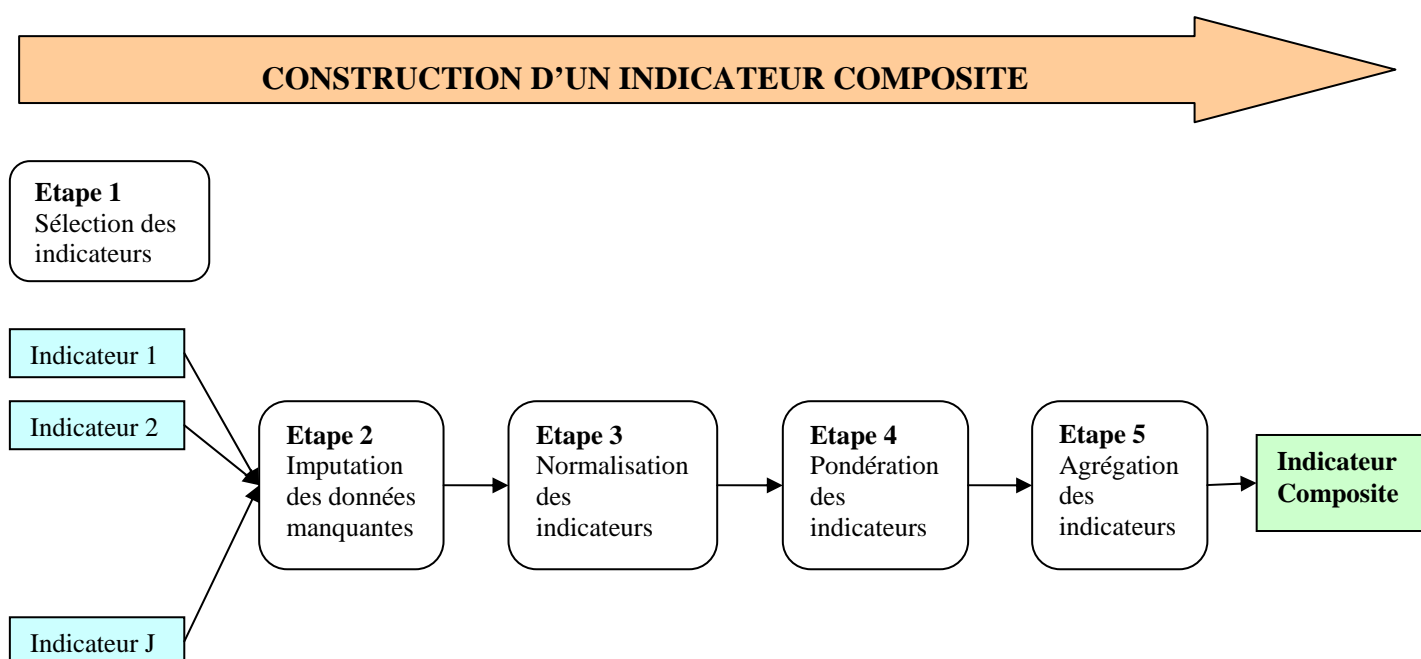 CONSTRUCTION D’UN INDICATEUR COMPOSITE
Etape 1
Sélection des
indicateurs
Indicateur 1
Indicateur 2
Indicateur J
Etape 2
Imputation
des données
manquantes
Etape 3
Normalisation
des
indicateurs
Etape 4
Pondération
des
indicateurs
Etape 5
Agrégation
des
indicateurs
Indicateur
Composite